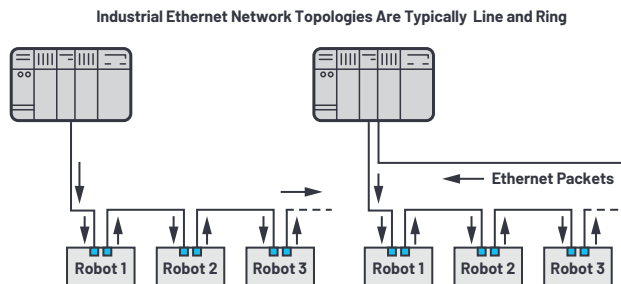 Industrial Ethernet Network Topologies Are Typically Line and Ring
Ethernet Packets
Robot 1
Robot 2
Robot 3
Robot 1
Robot 2
Robot 3